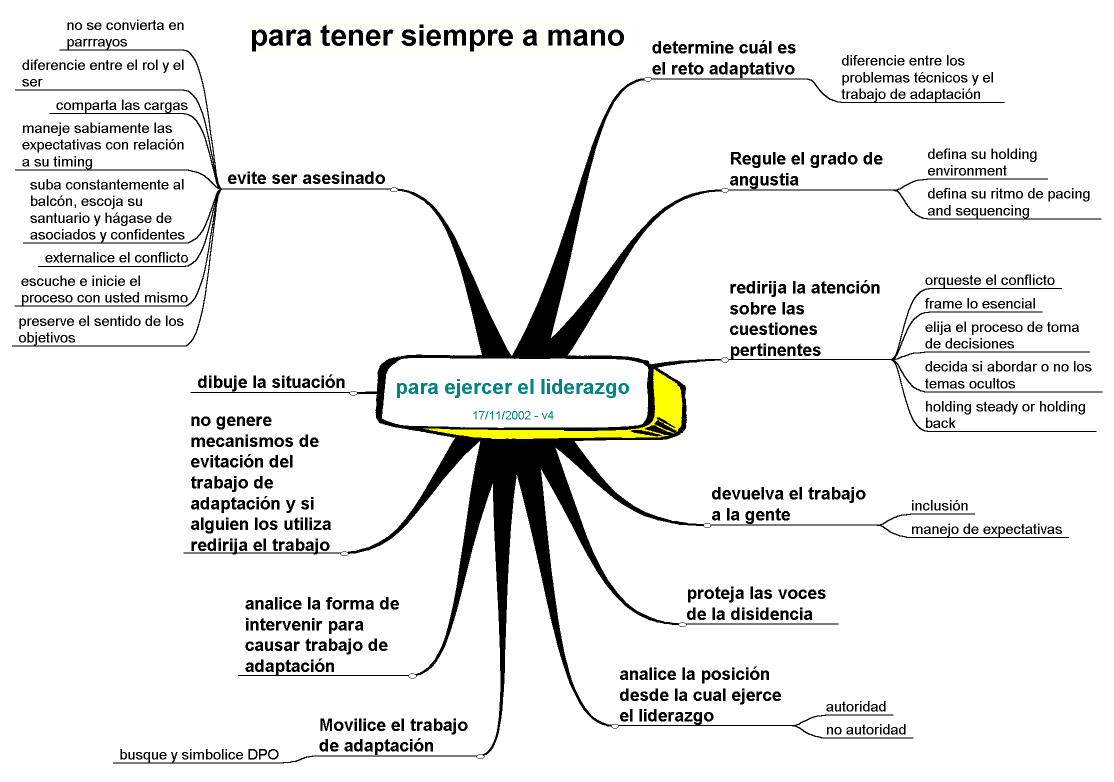 para tener siempre a mano
para ejercer el liderazgo
17/11/2002 - v4
determine cuál es
el reto adaptativo
diferencie entre los
problemas técnicos y el
trabajo de adaptación
Regule el grado de
angustia
defina su holding
environment
defina su ritmo de pacing
and sequencing
redirija la atención
sobre las
cuestiones
pertinentes
orqueste el conflicto
frame lo esencial
elija el proceso de toma
de decisiones
decida si abordar o no los
temas ocultos
holding steady or holding
back
devuelva el trabajo
a la gente
inclusión
manejo de expectativas
proteja las voces
de la disidencia
analice la posición
desde la cual ejerce
el liderazgo
autoridad
no autoridad
Movilice el trabajo
de adaptación
busque y simbolice DPO
analice la forma de
intervenir para
causar trabajo de
adaptación
no genere
mecanismos de
evitación del
trabajo de
adaptación y si
alguien los utiliza
redirija el trabajo
dibuje la situación
evite ser asesinado
no se convierta en
parrrayos
diferencie entre el rol y el
ser
comparta las cargas
maneje sabiamente las
expectativas con relación
a su timing
suba constantemente al
balcón, escoja su
santuario y hágase de
asociados y confidentes
externalice el conflicto
escuche e inicie el
proceso con usted mismo
preserve el sentido de los
objetivos